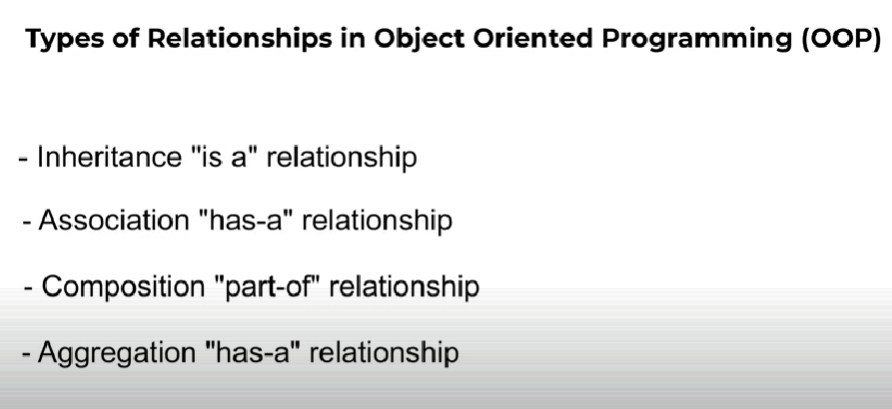 Types of Relationships in Object Oriented Programming (OOP)
- Inheritance "is a" relationship
- Association "has-a" relationship
- Composition "part-of" relationship
- Aggregation "has-a" relationship